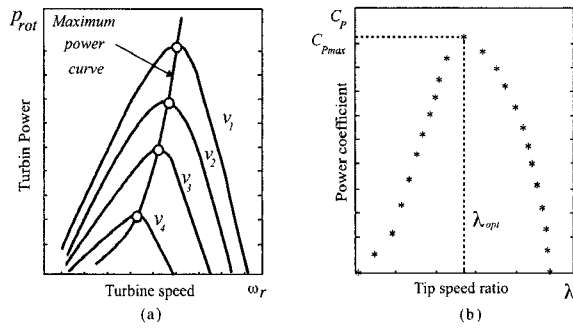 p_rot
Maximum
power
curve
Turbin Power
v_1
v_2
v_3
v_4
Turbine speed
ω_r
(a)
C_p
C_Pmax
Power coefficient
λ_opt
Tip speed ratio
λ
(b)